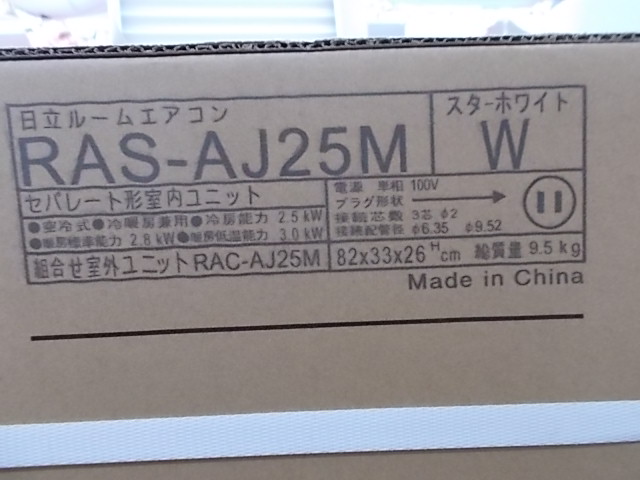 日立ルームエアコン
RAS-AJ25M
スターホワイト
W
セパレート形室内ユニット
●空冷式●冷暖房兼用●冷房能力 2.5 kW
●暖房標準能力 2.8 kW●暖房低温能力 3.0 kW
電源 単相 100V
プラグ形状
接続芯数 3芯 φ2
接続配管径 φ6.35 φ9.52
組合せ室外ユニット RAC-AJ25M
82x33x26ᴴcm 総質量 9.5 kg
Made in China